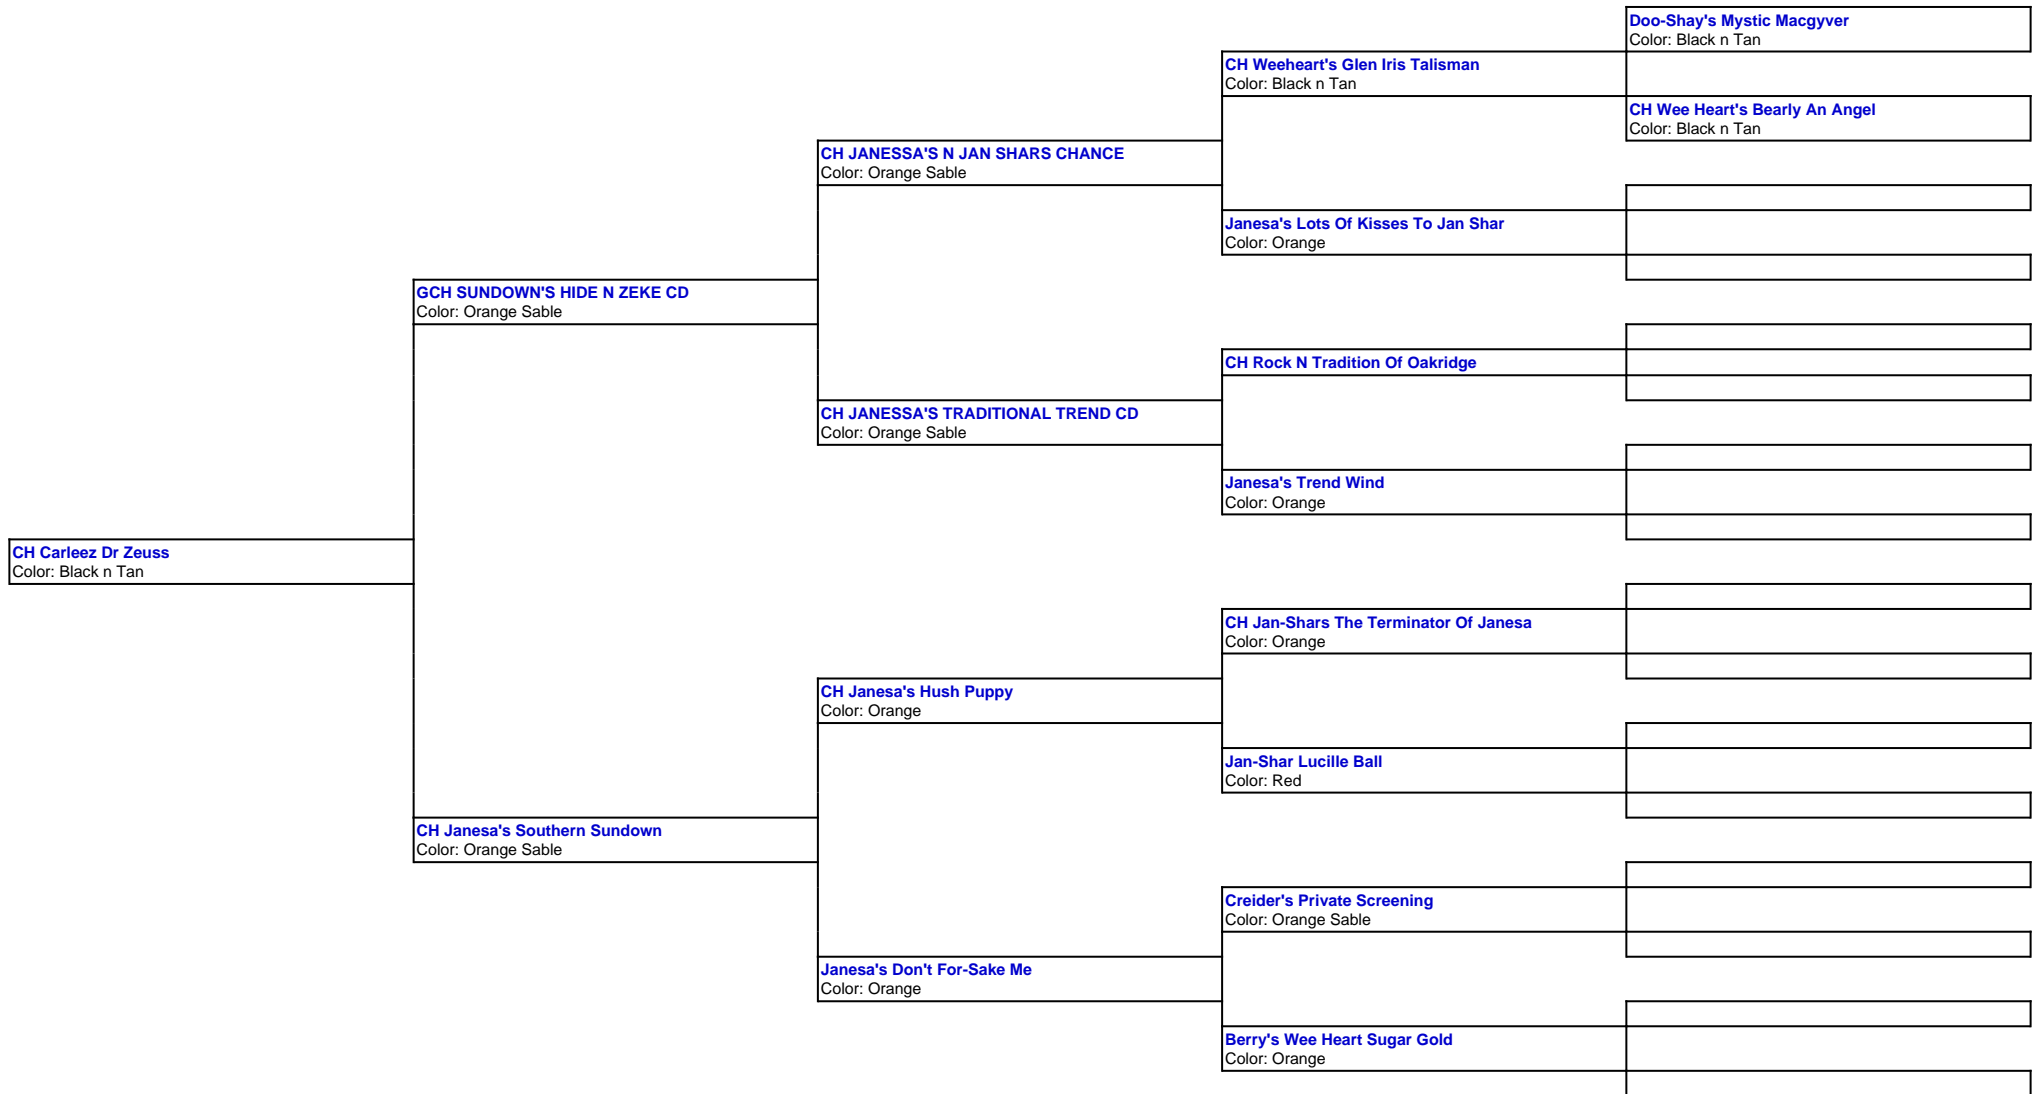 Doo-Shay's Mystic Macgyver
Color: Black n Tan
CH Weeheart's Glen Iris Talisman
Color: Black n Tan
CH Wee Heart's Bearly An Angel
Color: Black n Tan
CH JANESSA'S N JAN SHARS CHANCE
Color: Orange Sable
Janesa's Lots Of Kisses To Jan Shar
Color: Orange
GCH SUNDOWN'S HIDE N ZEKE CD
Color: Orange Sable
CH Rock N Tradition Of Oakridge
CH JANESSA'S TRADITIONAL TREND CD
Color: Orange Sable
Janesa's Trend Wind
Color: Orange
CH Carleez Dr Zeuss
Color: Black n Tan
CH Jan-Shars The Terminator Of Janesa
Color: Orange
CH Janesa's Hush Puppy
Color: Orange
Jan-Shar Lucille Ball
Color: Red
CH Janesa's Southern Sundown
Color: Orange Sable
Creider's Private Screening
Color: Orange Sable
Janesa's Don't For-Sake Me
Color: Orange
Berry's Wee Heart Sugar Gold
Color: Orange